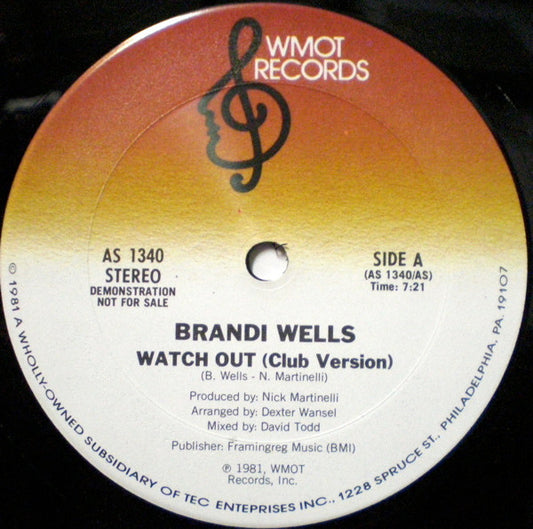 WMOT
RECORDS
AS 1340
STEREO
DEMONSTRATION
NOT FOR SALE
SIDE A
(AS 1340/AS)
Time: 7:21
BRANDI WELLS
WATCH OUT (Club Version)
(B. Wells - N. Martinelli)
Produced by: Nick Martinelli
Arranged by: Dexter Wansel
Mixed by: David Todd
Publisher: Framingreg Music (BMI)
℗ 1981, WMOT
Records, Inc.
© 1981 A WHOLLY-OWNED SUBSIDIARY OF TEC ENTEPRISES INC., 1228 SPRUCE ST., PHILADELPHIA, PA. 19107